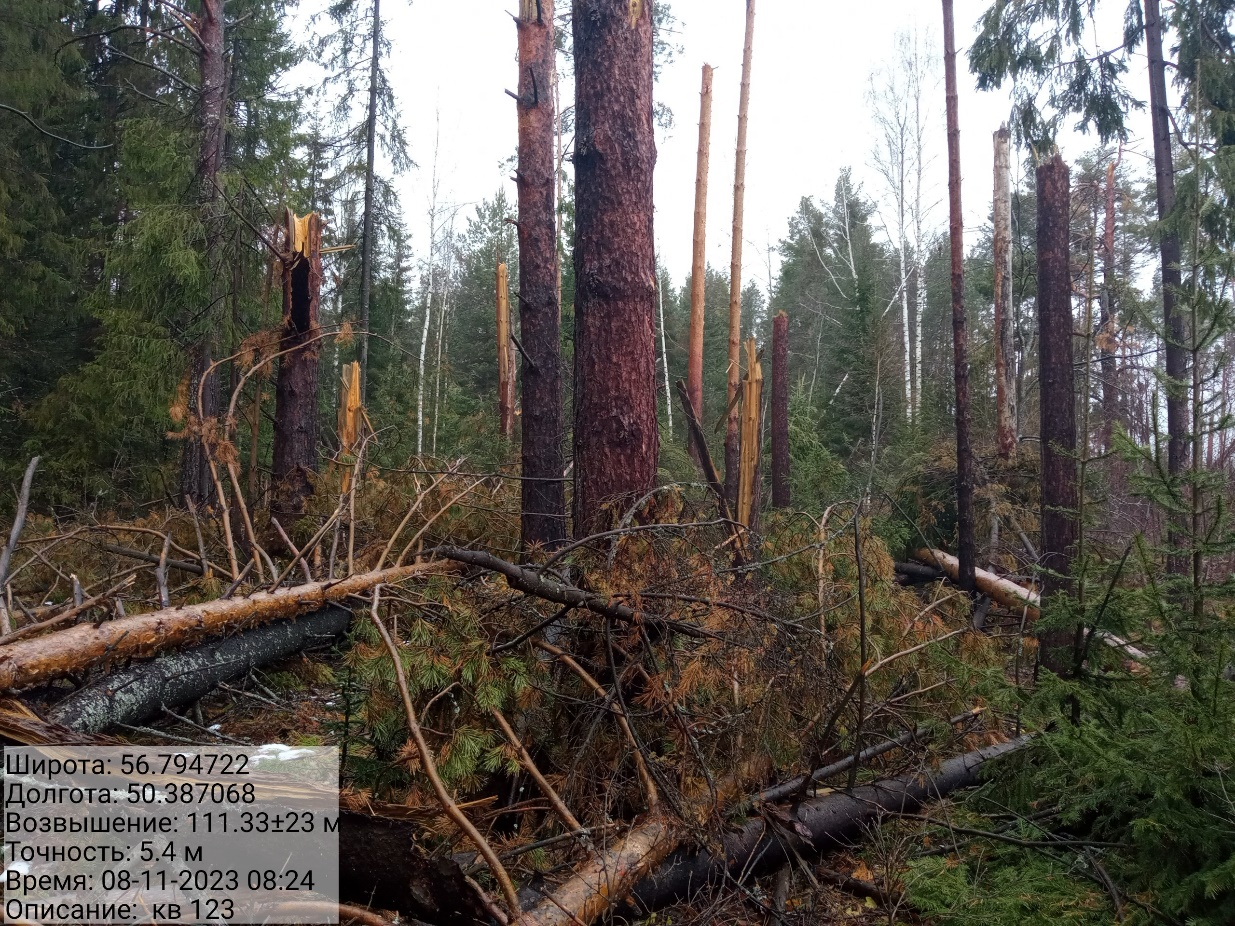 Широта: 56.794722
Долгота: 50.387068
Возвышение: 111.33±23 м
Точность: 5.4 м
Время: 08-11-2023 08:24
Описание: кв 123